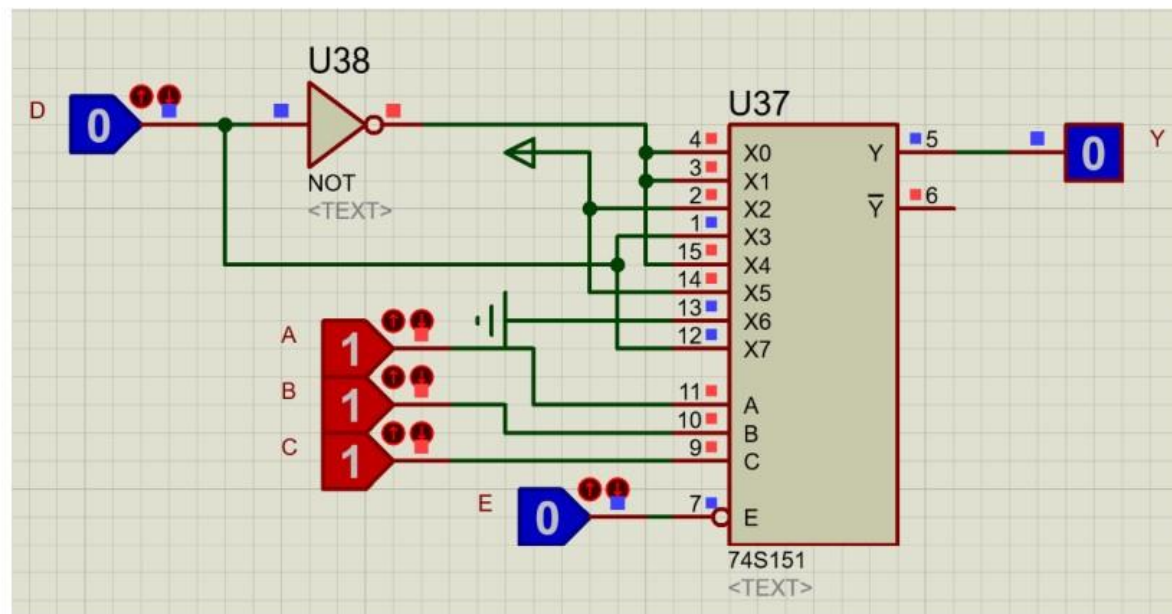 U38
D
0
NOT
<TEXT>
U37
4 X0 Y 5
0
Y
3 X1
2 X2 Y 6
1 X3
15 X4
14 X5
13 X6
12 X7
A
1
11 A
B
1
10 B
C
1
9 C
E
0
7 E
74S151
<TEXT>